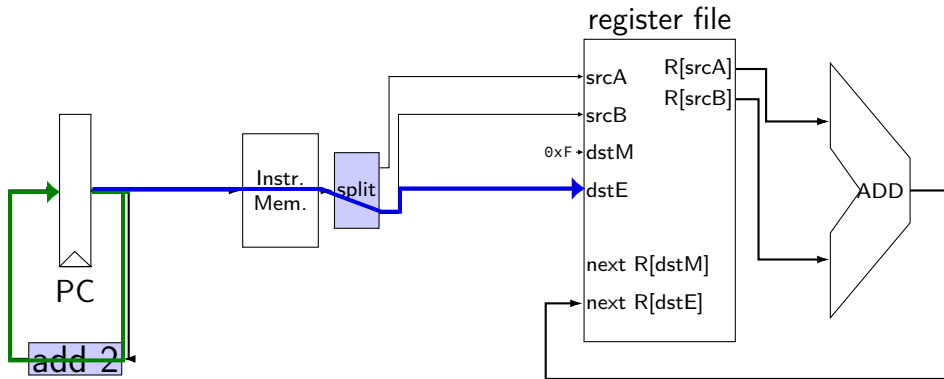 register file
srcA
R[srcA]
R[srcB]
srcB
0xF
dstM
Instr.
Mem.
split
dstE
ADD
next R[dstM]
PC
next R[dstE]
add 2